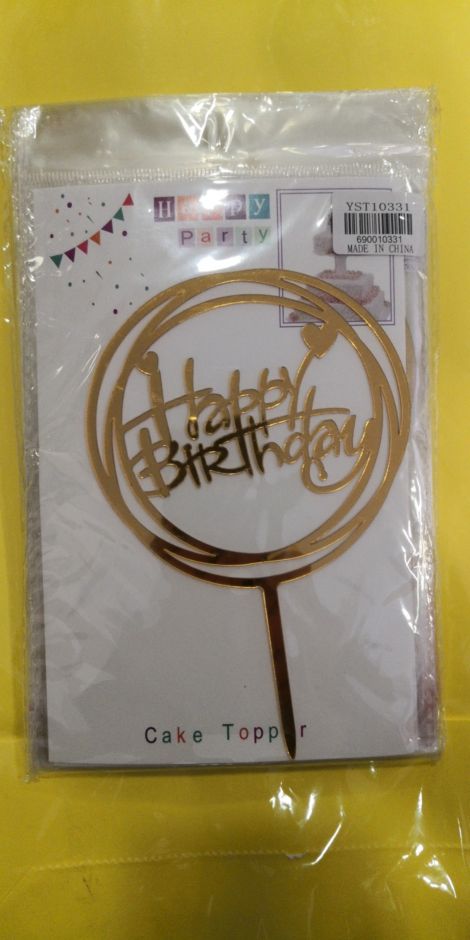 Happy
Party
YST10331
690010331
MADE IN CHINA
Happy
Birthday
Cake Topper